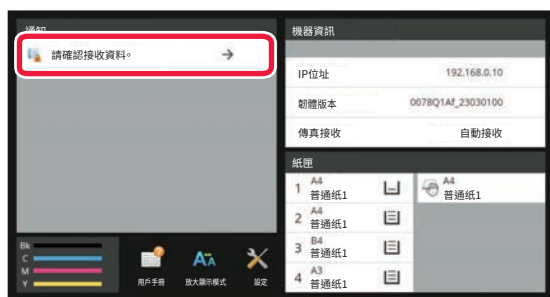 通知
請確認接收資料。
機器資訊
IP位址 192.168.0.10
韌體版本 0078Q1Af_23030100
傳真接收 自動接收
紙匣
1 A4 普通紙1
A4 普通紙1
2 A4 普通紙1
3 B4 普通紙1
4 A3 普通紙1
Bk
C
M
Y
用戶手冊
放大顯示模式
設定